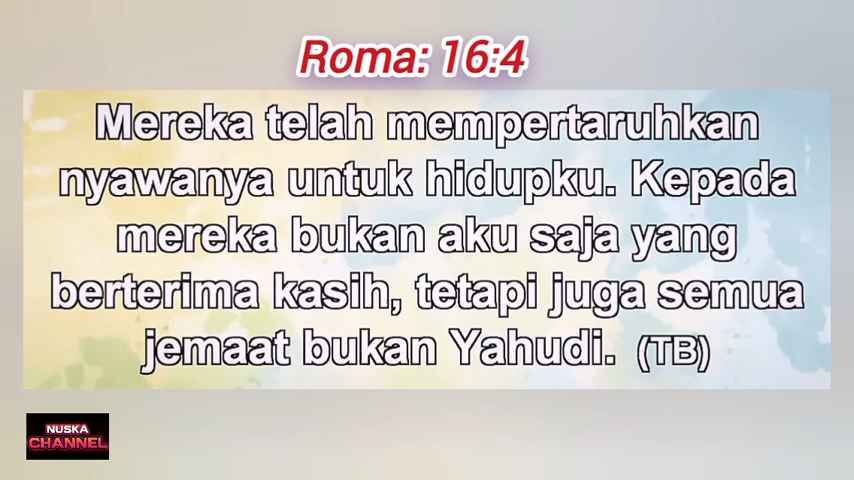 Roma: 16:4
Mereka telah mempertaruhkan
nyawanya untuk hidupku. Kepada
mereka bukan aku saja yang
berterima kasih, tetapi juga semua
jemaat bukan Yahudi. (TB)
NUSKA
CHANNEL